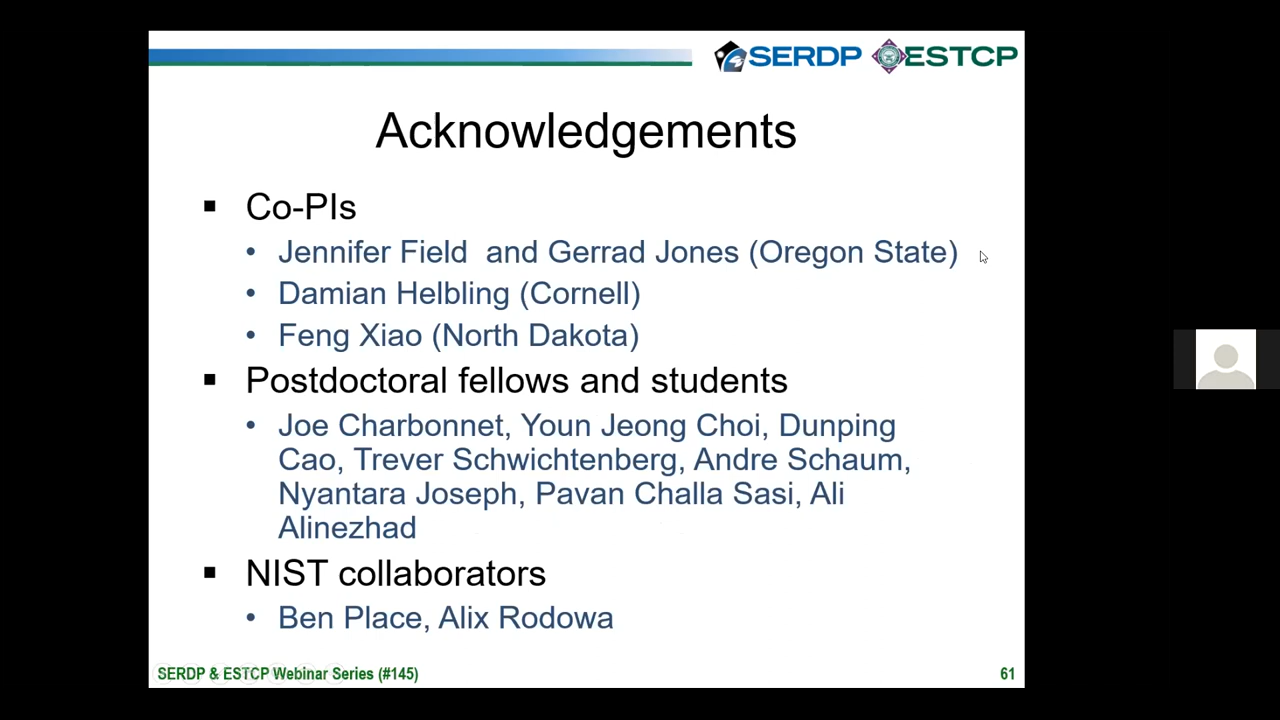 SERDP ESTCP
Acknowledgements
▪ Co-PIs
• Jennifer Field and Gerrad Jones (Oregon State)
• Damian Helbling (Cornell)
• Feng Xiao (North Dakota)
▪ Postdoctoral fellows and students
• Joe Charbonnet, Youn Jeong Choi, Dunping
Cao, Trever Schwichtenberg, Andre Schaum,
Nyantara Joseph, Pavan Challa Sasi, Ali
Alinezhad
▪ NIST collaborators
• Ben Place, Alix Rodowa
SERDP & ESTCP Webinar Series (#145) 61